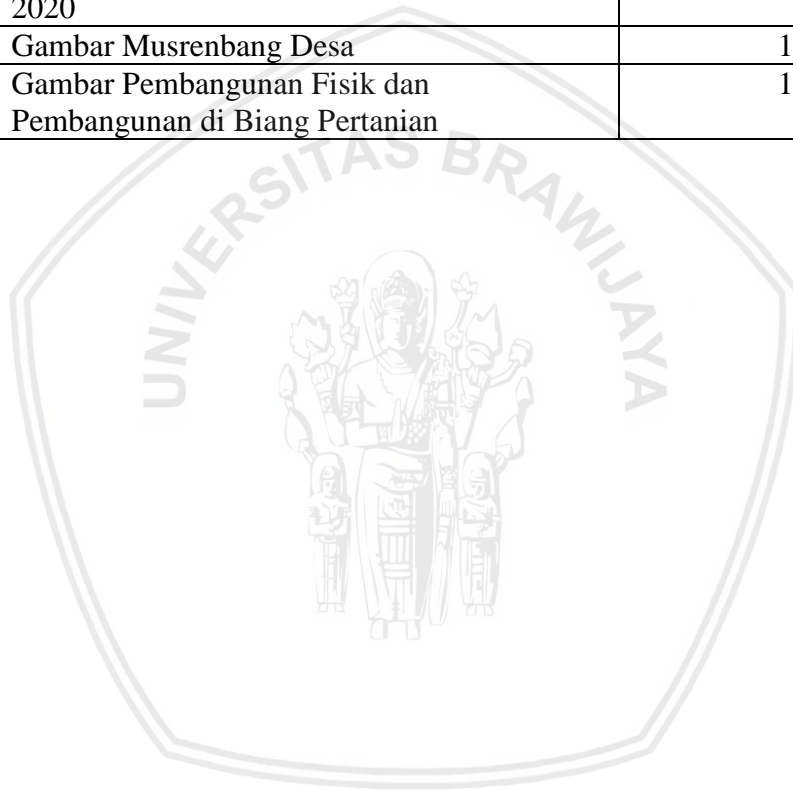 2020
Gambar Musrenbang Desa 1
Gambar Pembangunan Fisik dan 1
Pembangunan di Biang Pertanian
UNIVERSITAS BRAWIJAYA